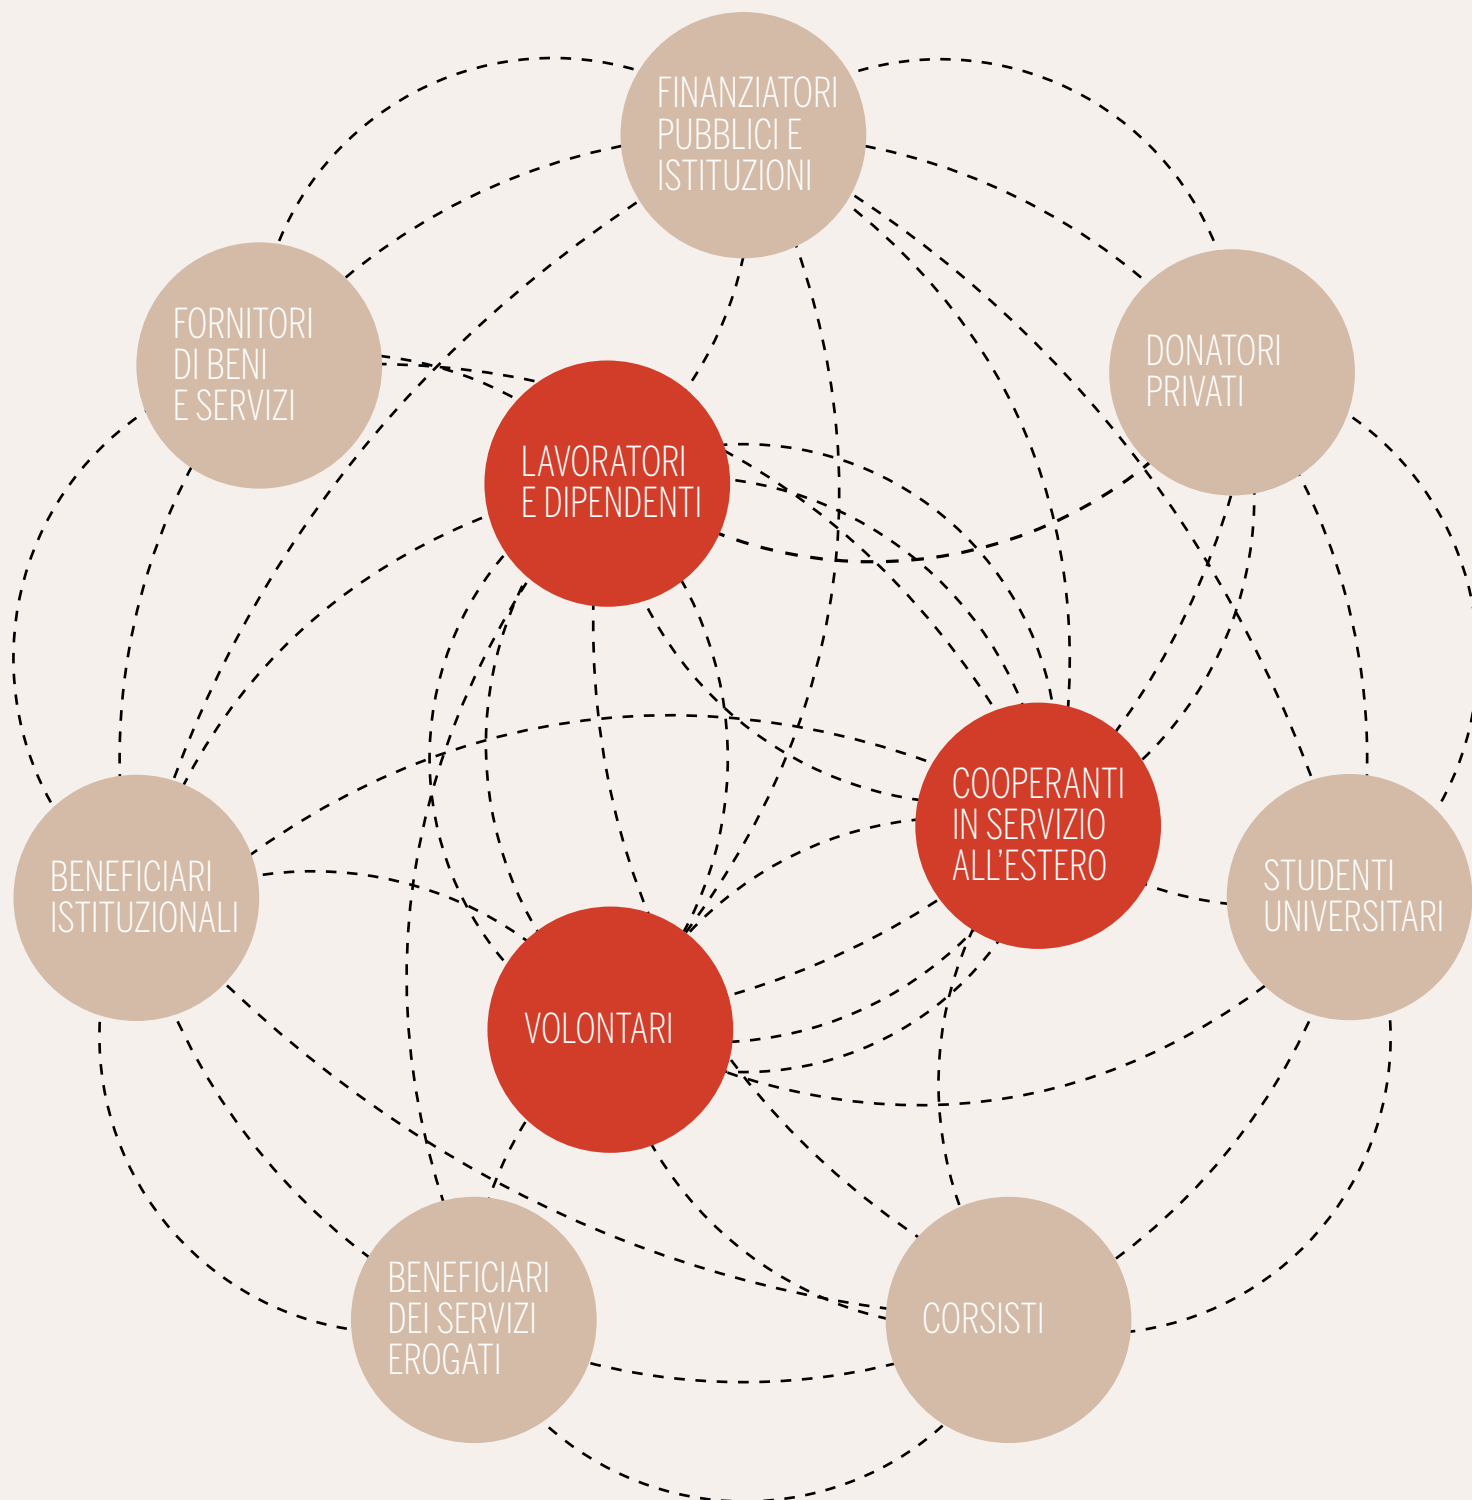 FINANZIATORI
PUBBLICI E
ISTITUZIONI
FORNITORI
DI BENI
E SERVIZI
DONATORI
PRIVATI
LAVORATORI
E DIPENDENTI
COOPERANTI
IN SERVIZIO
ALL'ESTERO
BENEFICIARI
ISTITUZIONALI
STUDENTI
UNIVERSITARI
VOLONTARI
BENEFICIARI
DEI SERVIZI
EROGATI
CORSISTI